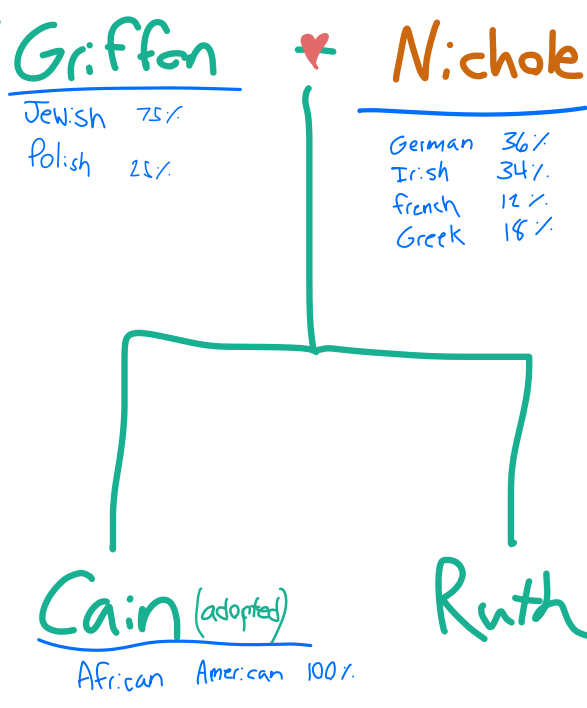 Griffon
Jewish 75%
Polish 25%
Nichole
German 36%
Irish 34%
french 12%
Greek 18%
Cain (adopted)
African American 100%
Ruth